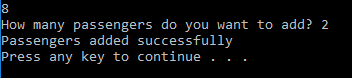 8
How many passengers do you want to add? 2
Passengers added successfully
Press any key to continue . . .